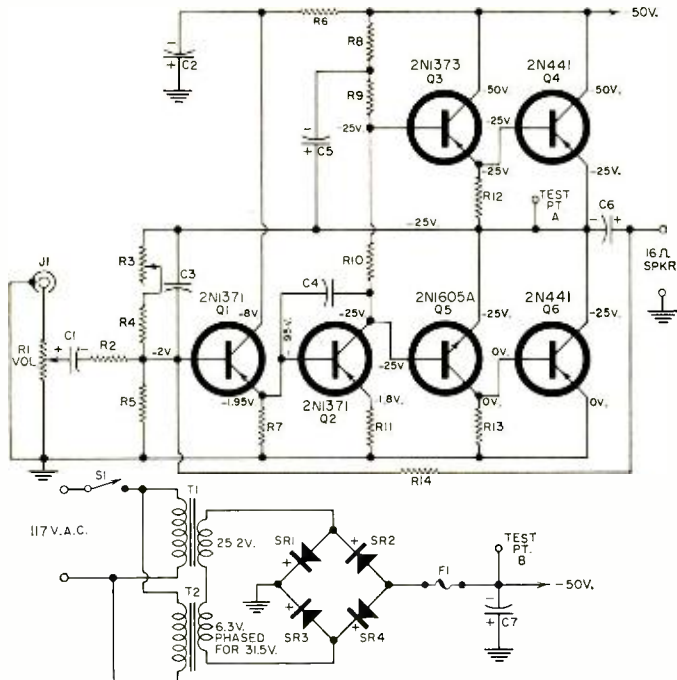 R6
-50V.
R8
2N1373
Q3
2N441
Q4
C2
R9
50V.
50V.
-25V.
-25V.
C5
-25V.
-25V.
R12
TEST
PT
A
C6
-25V.
J1
R3
C3
R10
16Ω
SPKR
C4
R4
2N1371
Q1
-8V
-25V.
2N1605A
Q5
2N441
Q6
-25V.
-25V.
R1
VOL
C1
R2
-2V
.95V.
-25V
0V.
R5
-1.95V
2N1371
Q2
-1.8V.
0V.
0V.
R7
R11
R13
R14
S1
T1
117 V.A.C.
25.2V.
SR1
SR2
TEST
PT.
B
F1
-50V.
T2
6.3V.
PHASED
FOR 31.5V.
SR3
SR4
C7